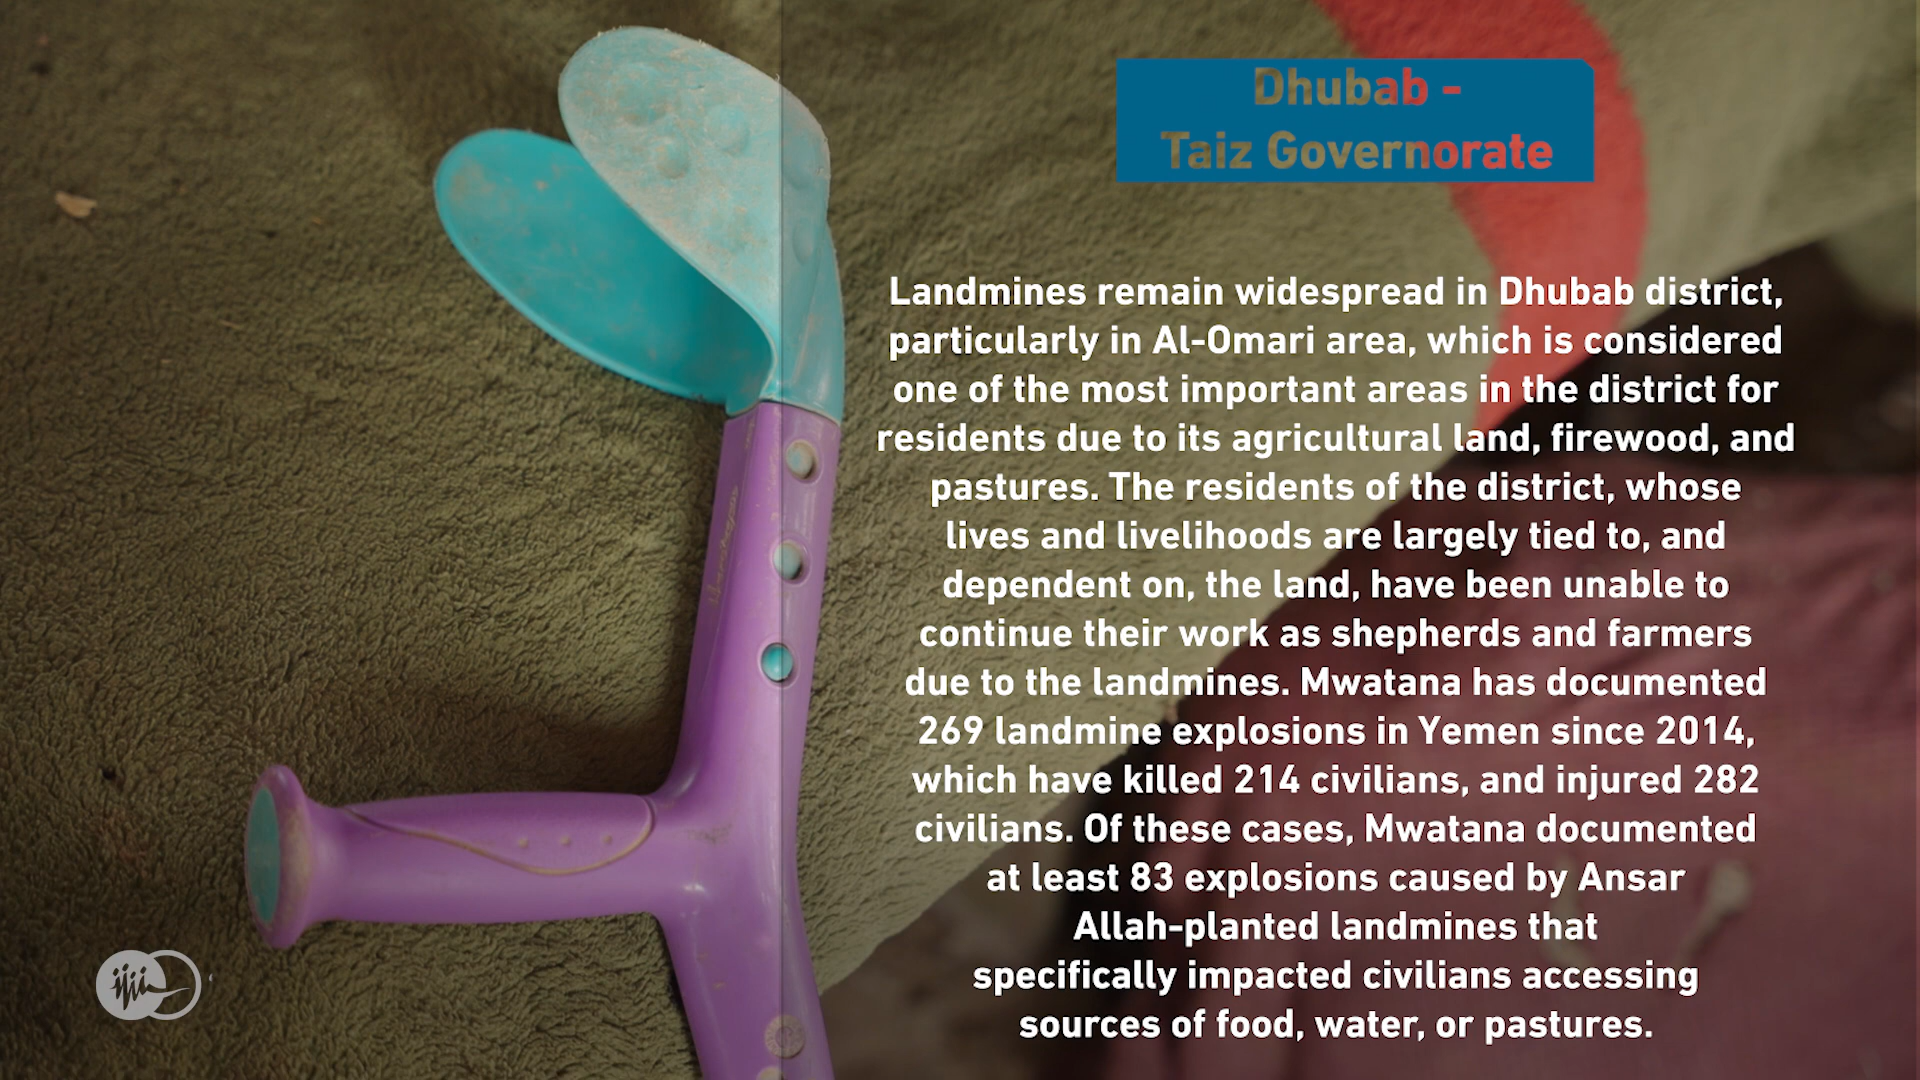 Dhubab -
Taiz Governorate
Landmines remain widespread in Dhubab district,
particularly in Al-Omari area, which is considered
one of the most important areas in the district for
residents due to its agricultural land, firewood, and
pastures. The residents of the district, whose
lives and livelihoods are largely tied to, and
dependent on, the land, have been unable to
continue their work as shepherds and farmers
due to the landmines. Mwatana has documented
269 landmine explosions in Yemen since 2014,
which have killed 214 civilians, and injured 282
civilians. Of these cases, Mwatana documented
at least 83 explosions caused by Ansar
Allah-planted landmines that
specifically impacted civilians accessing
sources of food, water, or pastures.